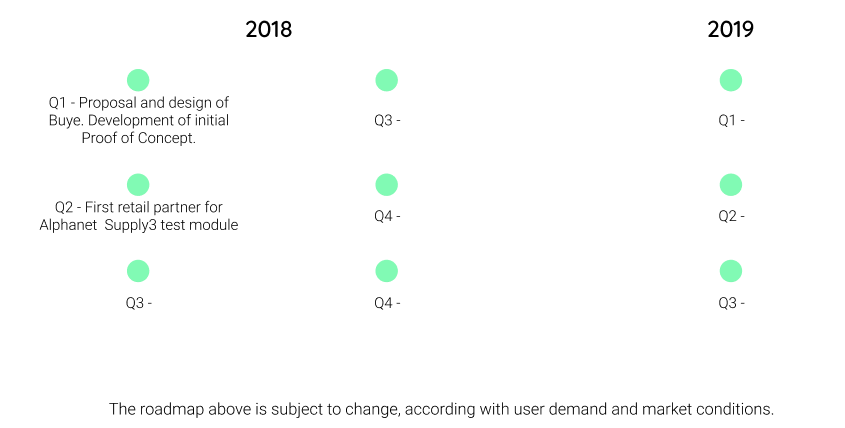 2018
2019
Q1 - Proposal and design of
Buye. Development of initial
Proof of Concept.
Q3 -
Q1 -
Q2 - First retail partner for
Alphanet  Supply3 test module
Q4 -
Q2 -
Q3 -
Q4 -
Q3 -
The roadmap above is subject to change, according with user demand and market conditions.